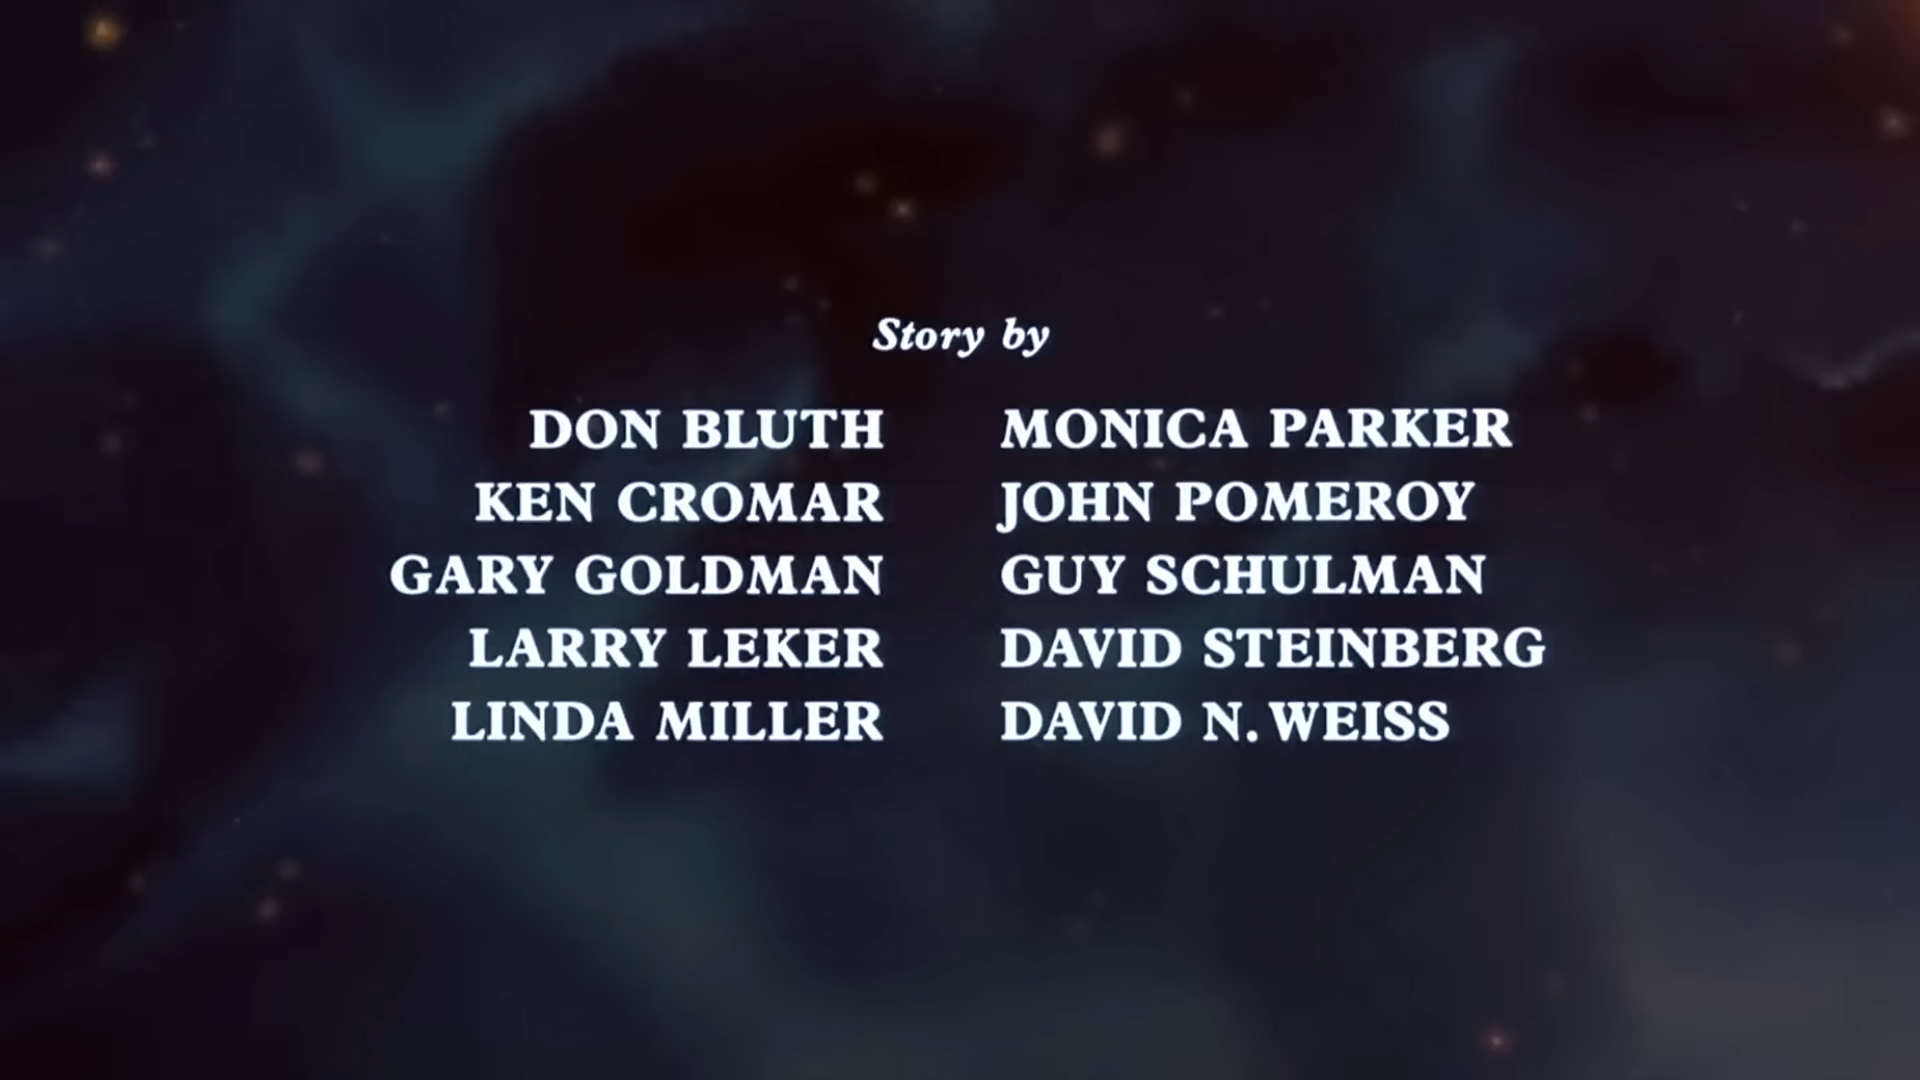 Story by
DON BLUTH MONICA PARKER
KEN CROMAR JOHN POMEROY
GARY GOLDMAN GUY SCHULMAN
LARRY LEKER DAVID STEINBERG
LINDA MILLER DAVID N. WEISS